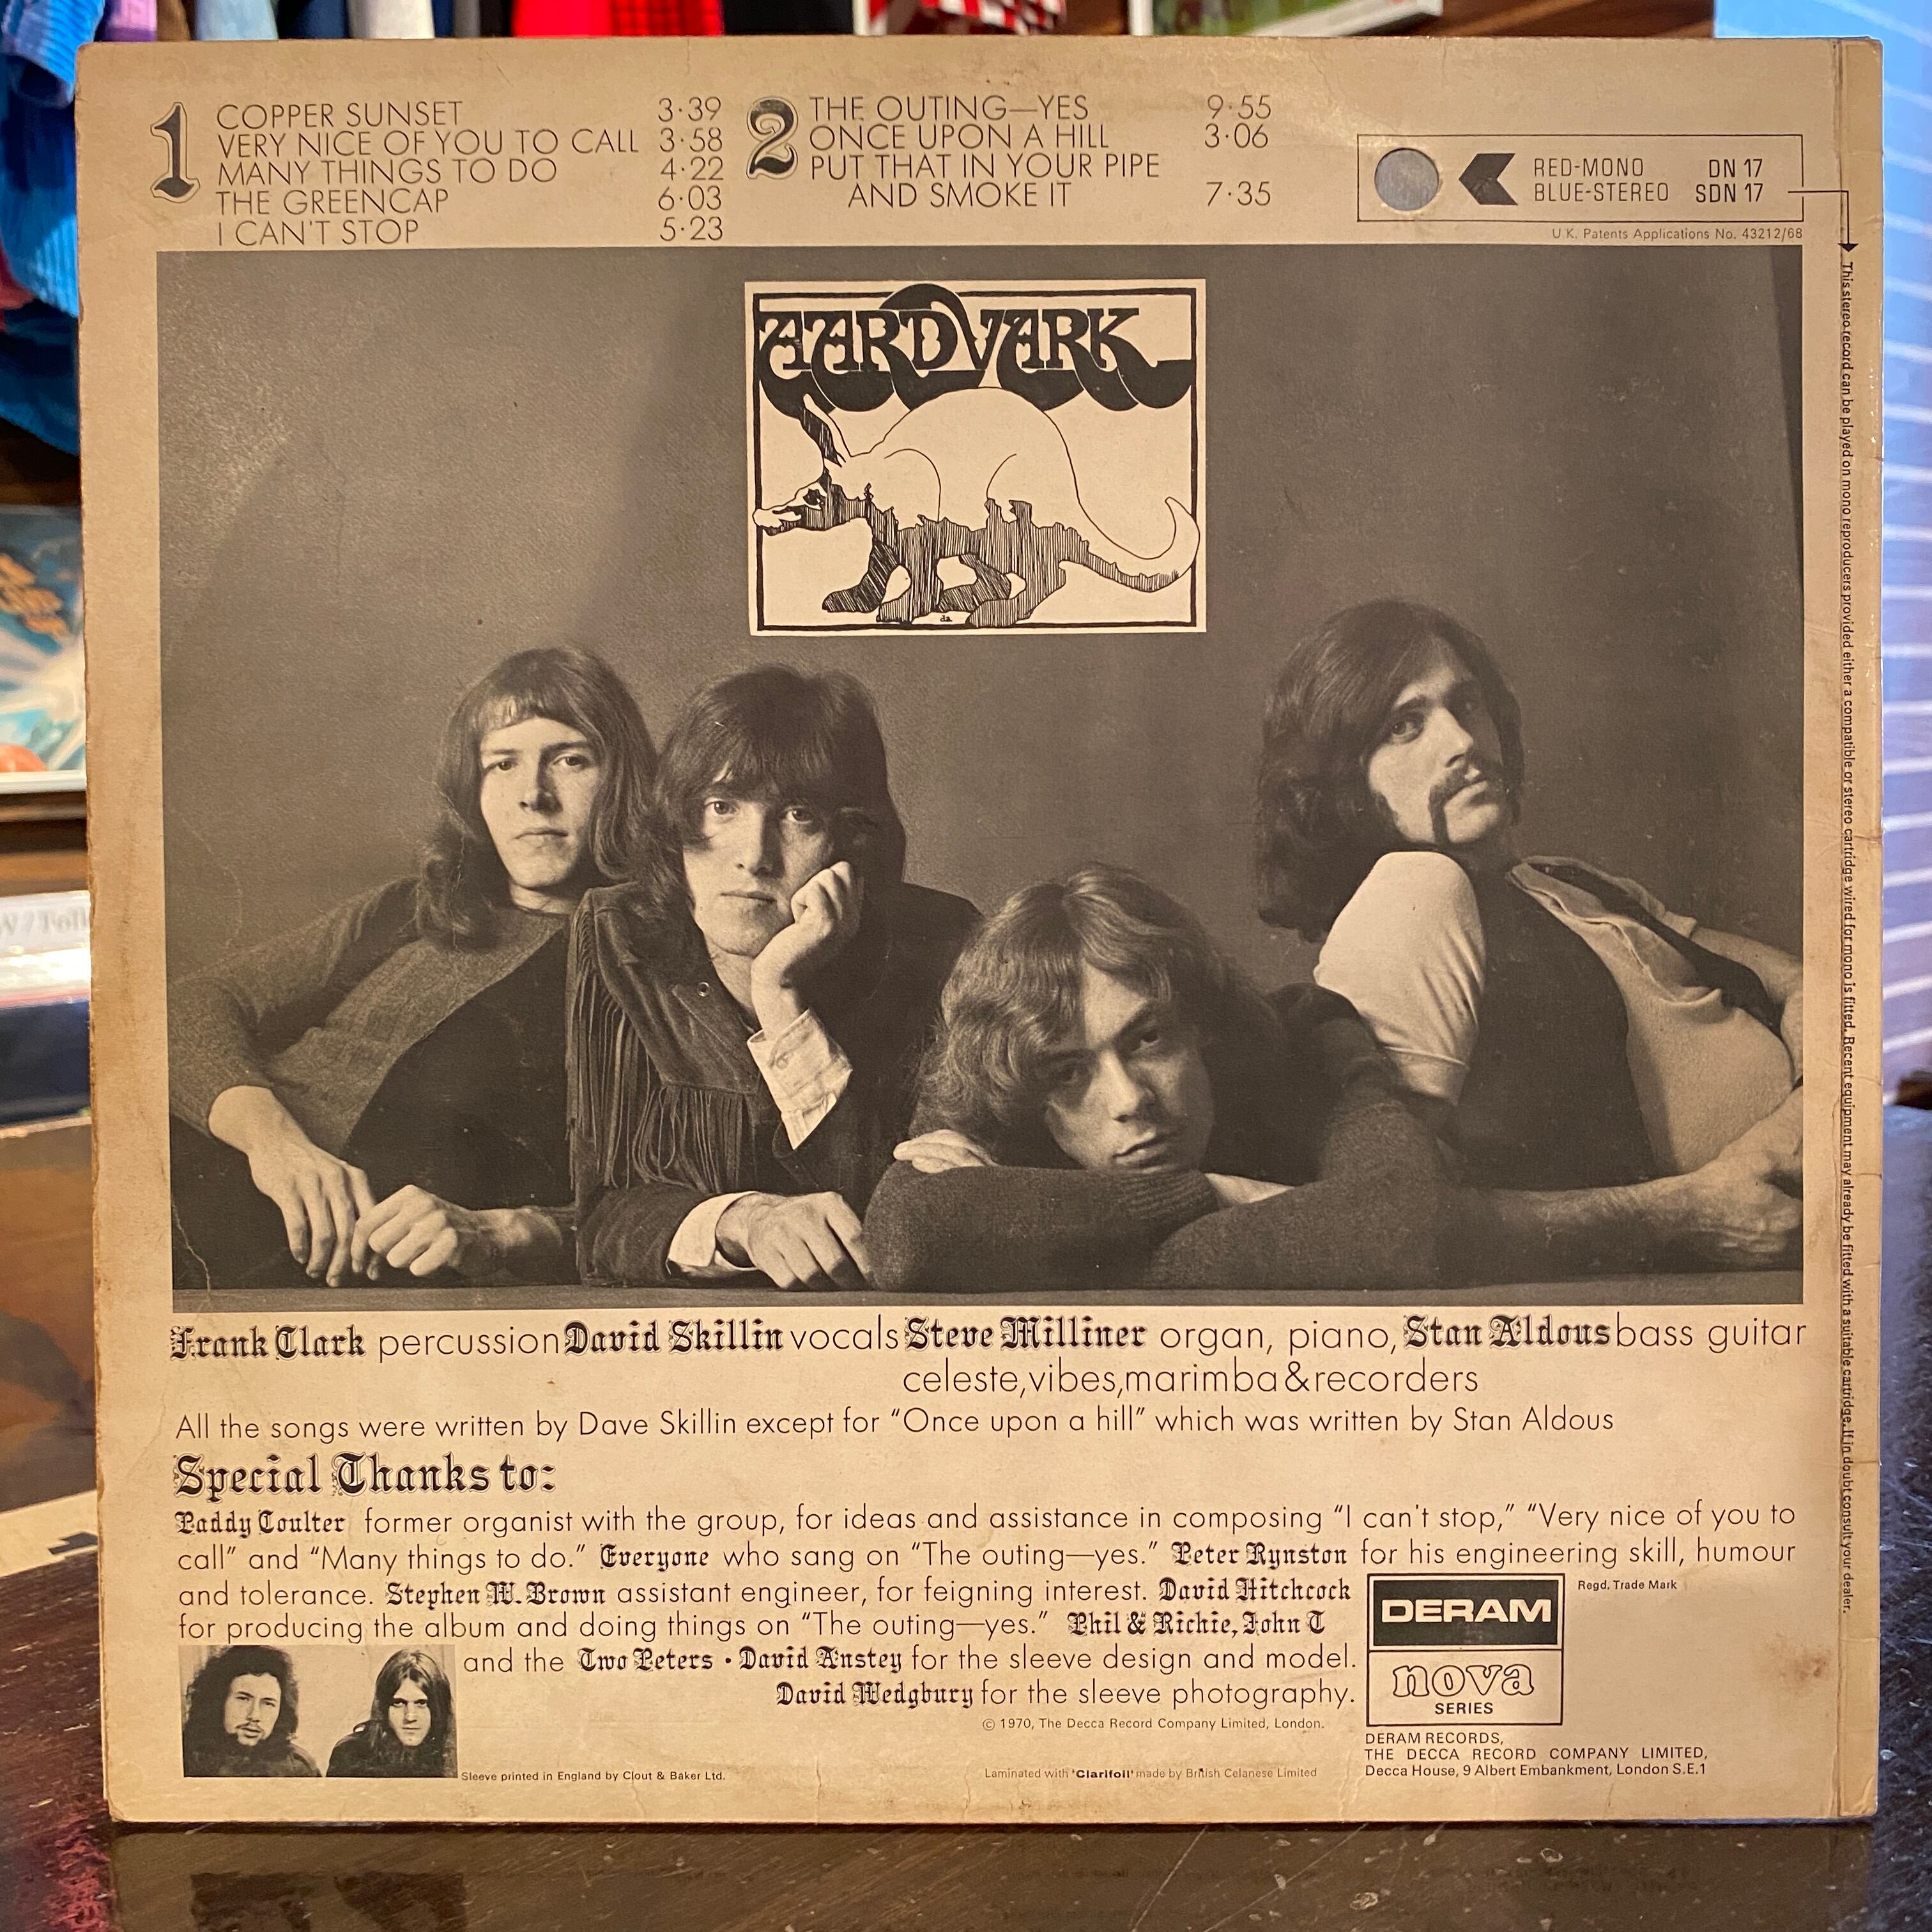 1 COPPER SUNSET 3·39
VERY NICE OF YOU TO CALL 3·58
MANY THINGS TO DO 4·22
THE GREENCAP 6·03
I CAN'T STOP 5·23
2 THE OUTING—YES 9·55
ONCE UPON A HILL 3·06
PUT THAT IN YOUR PIPE
AND SMOKE IT 7·35
RED-MONO DN 17
BLUE-STEREO SDN 17
U.K. Patents Applications No. 43212/68
This stereo record can be played on mono reproducers provided either a compatible or stereo cartridge wired for mono is fitted. Recent equipment may already be fitted with a suitable cartridge. If in doubt consult your dealer.
AARDVARK
da
Frank Clark percussion David Skillin vocals Steve Milliner organ, piano, Stan Aldous bass guitar
celeste, vibes, marimba & recorders
All the songs were written by Dave Skillin except for “Once upon a hill” which was written by Stan Aldous
Special Thanks to:
Paddy Coulter former organist with the group, for ideas and assistance in composing “I can't stop,” “Very nice of you to
call” and “Many things to do.” Everyone who sang on “The outing—yes.” Peter Rynston for his engineering skill, humour
and tolerance. Stephen W. Brown assistant engineer, for feigning interest. David Hitchcock
for producing the album and doing things on “The outing—yes.” Phil & Richie, John T
and the Two Peters · David Anstey for the sleeve design and model.
David Wedgbury for the sleeve photography.
© 1970, The Decca Record Company Limited, London.
Sleeve printed in England by Clout & Baker Ltd.
Laminated with 'Clarifoil' made by British Celanese Limited
DERAM
Regd. Trade Mark
nova
SERIES
DERAM RECORDS,
THE DECCA RECORD COMPANY LIMITED,
Decca House, 9 Albert Embankment, London S.E.1